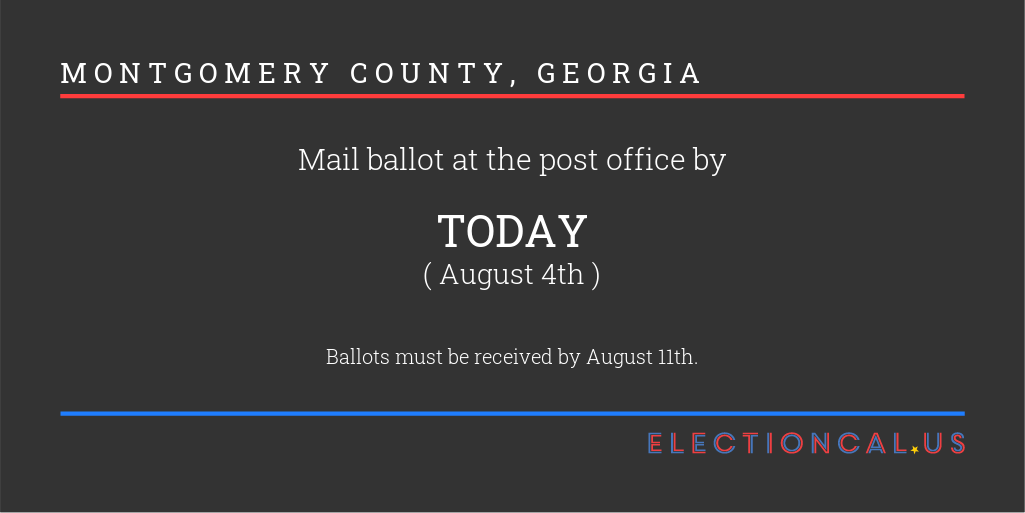 MONTGOMERY COUNTY, GEORGIA
Mail ballot at the post office by
TODAY
( August 4th )
Ballots must be received by August 11th.
ELECTIONCAL.US